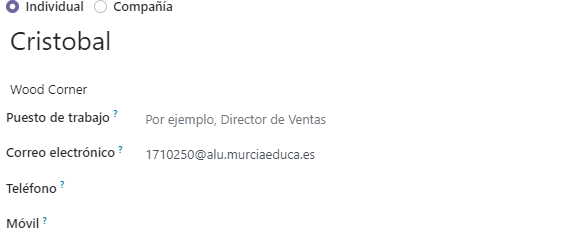 Individual Compañía
Cristobal
Wood Corner
Puesto de trabajo ? Por ejemplo, Director de Ventas
Correo electrónico ? 1710250@alu.murciaeduca.es
Teléfono ?
Móvil ?